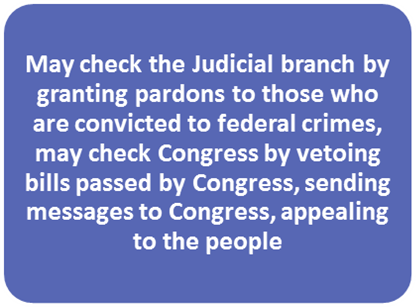 May check the Judicial branch by
granting pardons to those who
are convicted to federal crimes,
may check Congress by vetoing
bills passed by Congress, sending
messages to Congress, appealing
to the people